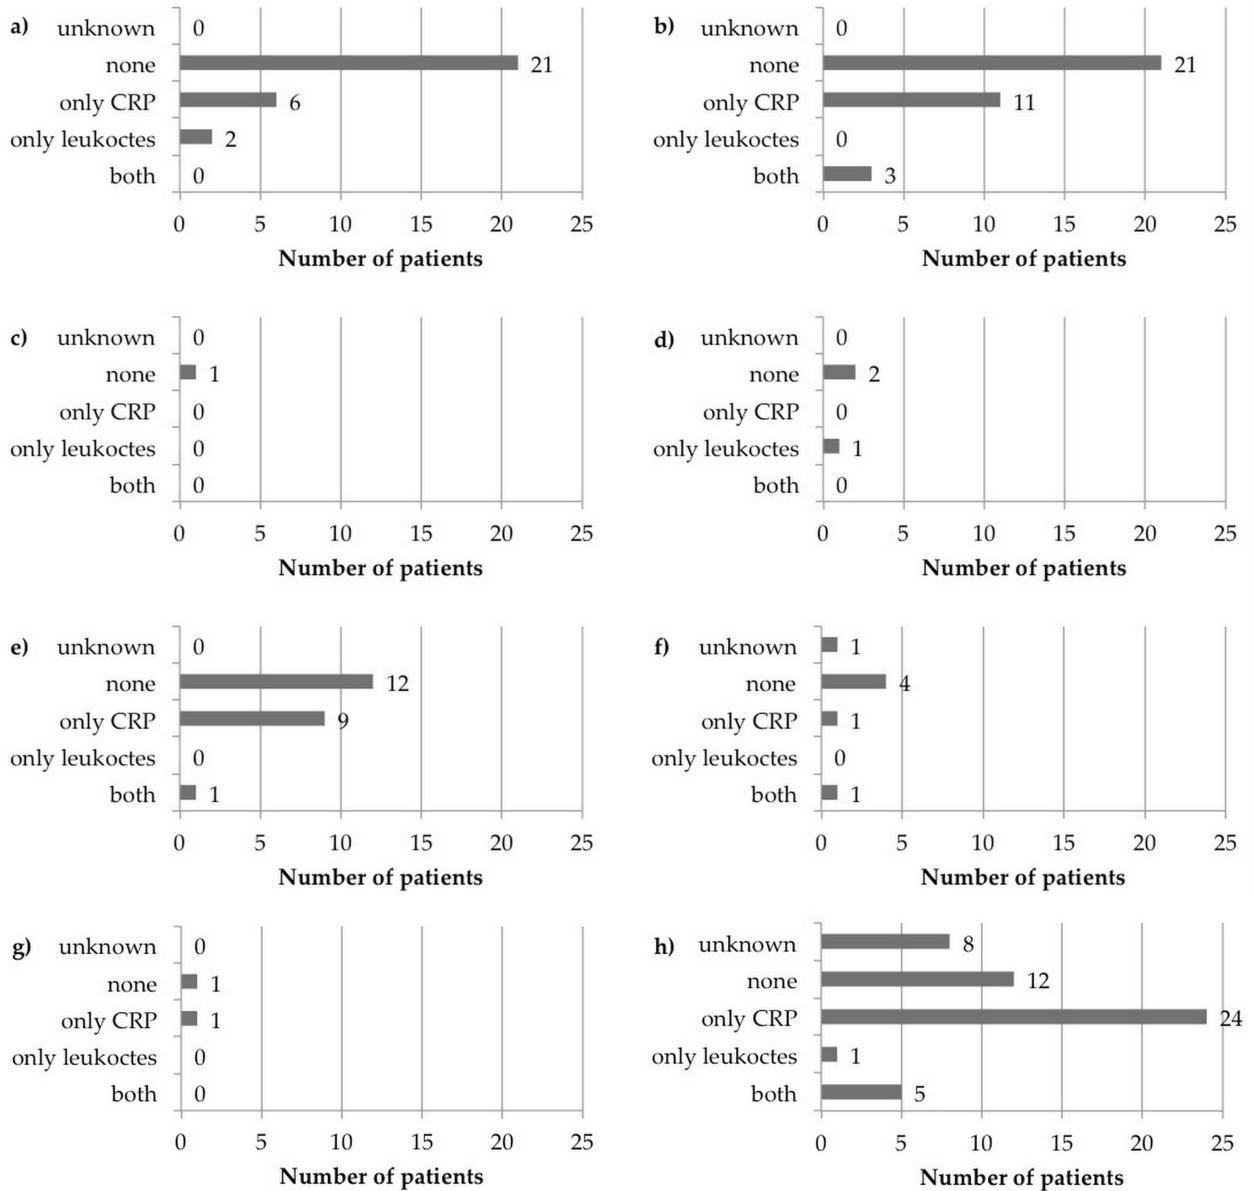 a) unknown 0
none 21
only CRP 6
only leukoctes 2
both 0
0 5 10 15 20 25
Number of patients
b) unknown 0
none 21
only CRP 11
only leukoctes 0
both 3
0 5 10 15 20 25
Number of patients
c) unknown 0
none 1
only CRP 0
only leukoctes 0
both 0
0 5 10 15 20 25
Number of patients
d) unknown 0
none 2
only CRP 0
only leukoctes 1
both 0
0 5 10 15 20 25
Number of patients
e) unknown 0
none 12
only CRP 9
only leukoctes 0
both 1
0 5 10 15 20 25
Number of patients
f) unknown 1
none 4
only CRP 1
only leukoctes 0
both 1
0 5 10 15 20 25
Number of patients
g) unknown 0
none 1
only CRP 1
only leukoctes 0
both 0
0 5 10 15 20 25
Number of patients
h) unknown 8
none 12
only CRP 24
only leukoctes 1
both 5
0 5 10 15 20 25
Number of patients